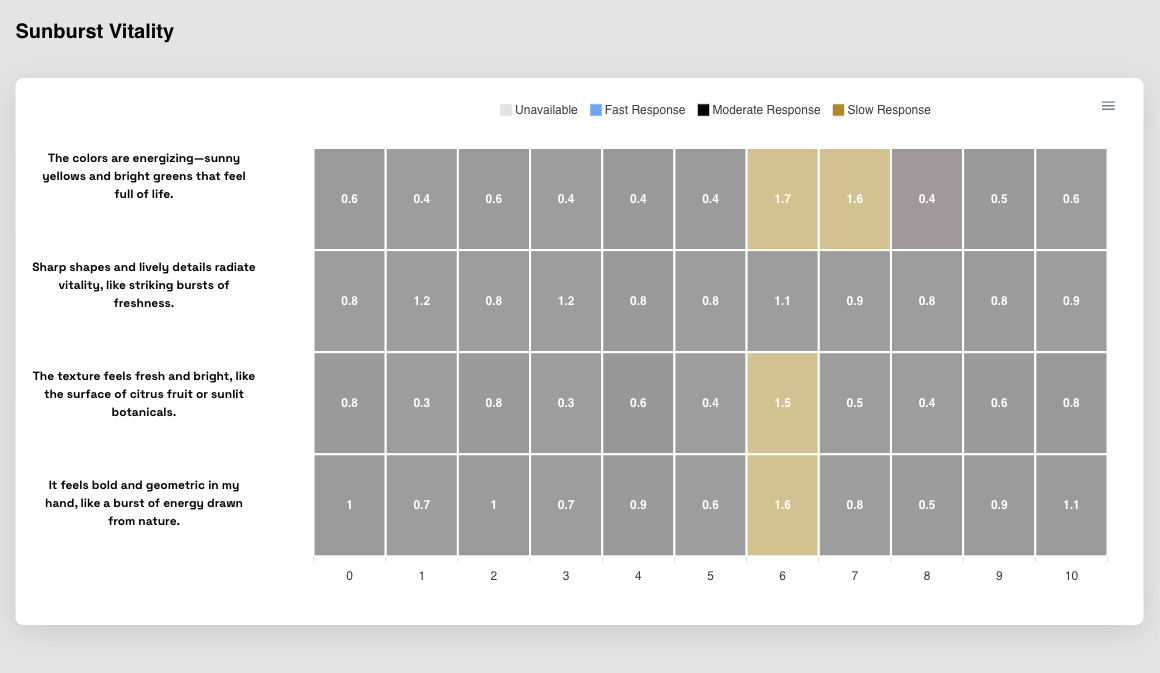 Sunburst Vitality
Unavailable Fast Response Moderate Response Slow Response
The colors are energizing—sunny
yellows and bright greens that feel
full of life.
0.6 0.4 0.6 0.4 0.4 0.4 1.7 1.6 0.4 0.5 0.6
Sharp shapes and lively details radiate
vitality, like striking bursts of
freshness.
0.8 1.2 0.8 1.2 0.8 0.8 1.1 0.9 0.8 0.8 0.9
The texture feels fresh and bright, like
the surface of citrus fruit or sunlit
botanicals.
0.8 0.3 0.8 0.3 0.6 0.4 1.5 0.5 0.4 0.6 0.8
It feels bold and geometric in my
hand, like a burst of energy drawn
from nature.
1 0.7 1 0.7 0.9 0.6 1.6 0.8 0.5 0.9 1.1
0 1 2 3 4 5 6 7 8 9 10